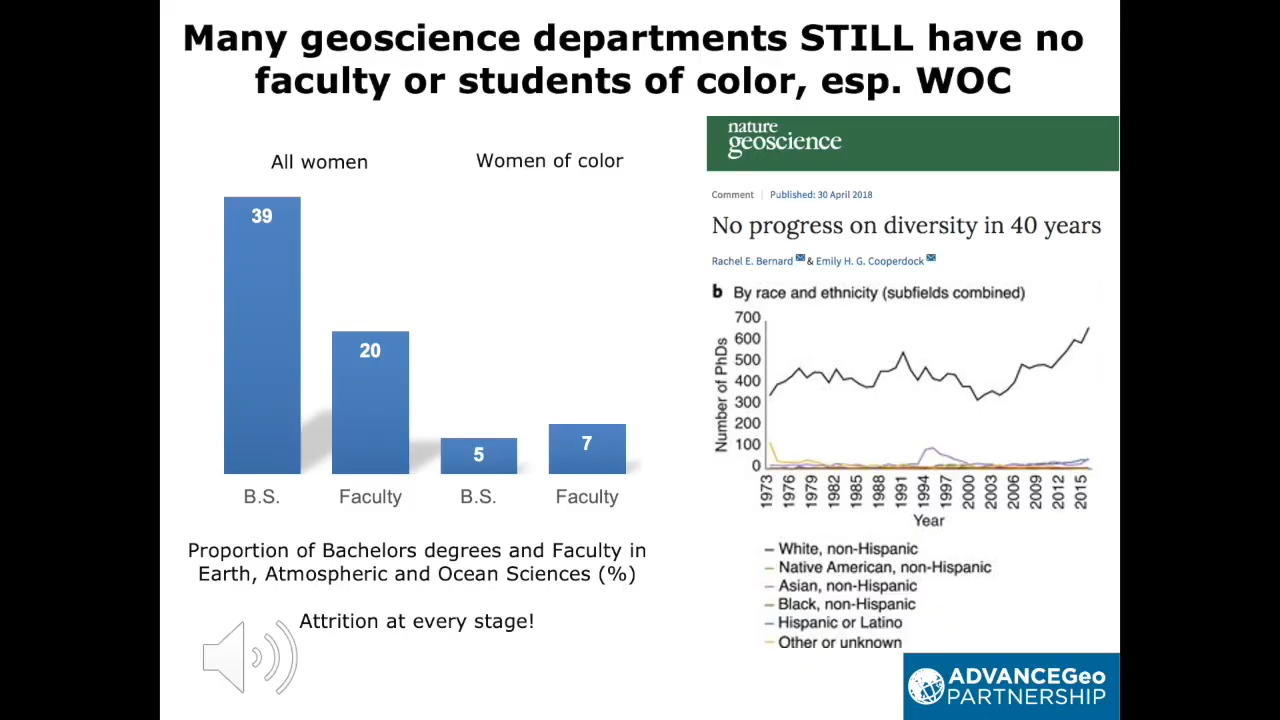 Many geoscience departments STILL have no
faculty or students of color, esp. WOC
All women
Women of color
39
20
5
7
B.S.
Faculty
B.S.
Faculty
Proportion of Bachelors degrees and Faculty in
Earth, Atmospheric and Ocean Sciences (%)
Attrition at every stage!
nature
geoscience
Comment | Published: 30 April 2018
No progress on diversity in 40 years
Rachel E. Bernard & Emily H. G. Cooperdock
b By race and ethnicity (subfields combined)
Number of PhDs
700
600
500
400
300
200
100
0
1973
1976
1979
1982
1985
1988
1991
1994
1997
2000
2003
2006
2009
2012
2015
Year
White, non-Hispanic
Native American, non-Hispanic
Asian, non-Hispanic
Black, non-Hispanic
Hispanic or Latino
Other or unknown
ADVANCEGeo
PARTNERSHIP